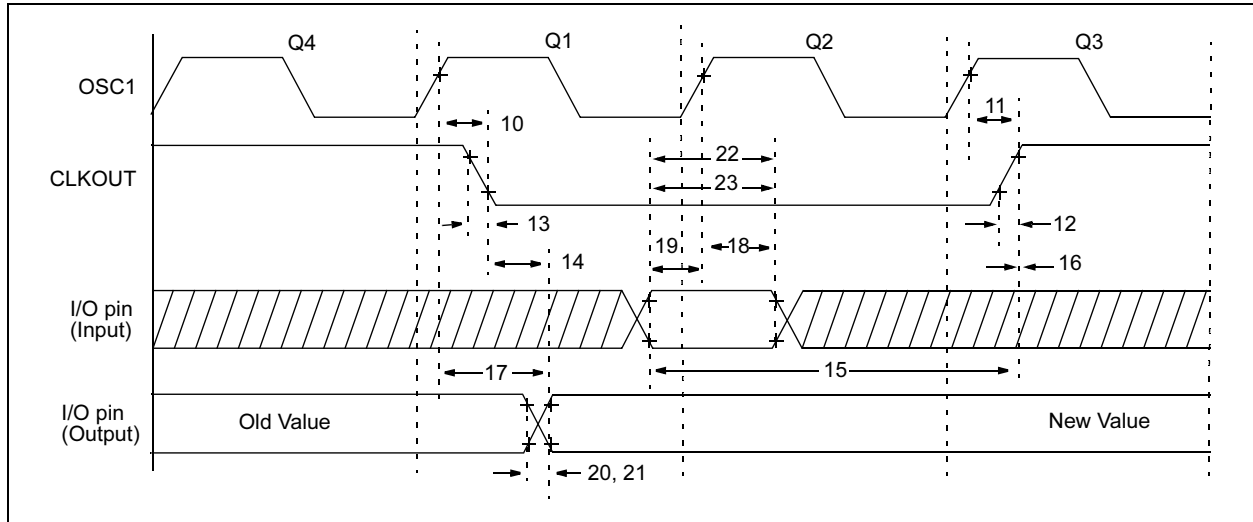 Q4 Q1 Q2 Q3
OSC1
10 11
22
CLKOUT
23
13 12
19 18
14 16
I/O pin
(Input)
17 15
I/O pin
(Output)
Old Value New Value
20, 21